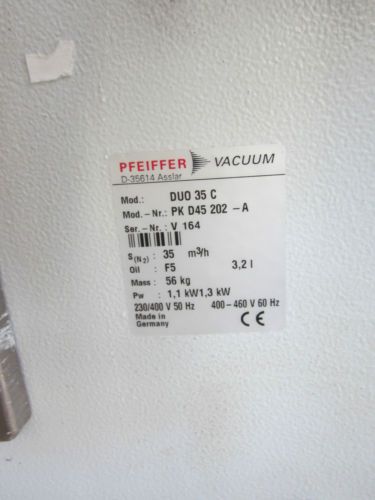 PFEIFFER VACUUM
D-35614 Asslar
Mod.: DUO 35 C
Mod.-Nr.: PK D45 202 -A
Ser.-Nr.: V 164
S(N2) : 35 m³/h
Oil : F5 3,2 l
Mass : 56 kg
Pw : 1,1 kW1,3 kW
230/400 V 50 Hz 400-460 V 60 Hz
Made in
Germany CE